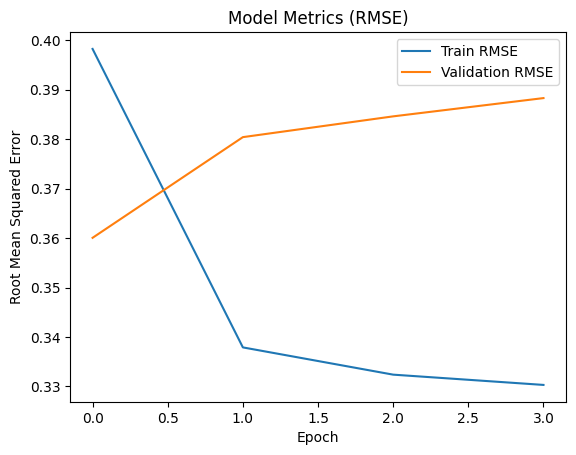 Model Metrics (RMSE)
Train RMSE
Validation RMSE
Root Mean Squared Error
0.40
0.39
0.38
0.37
0.36
0.35
0.34
0.33
0.0 0.5 1.0 1.5 2.0 2.5 3.0
Epoch